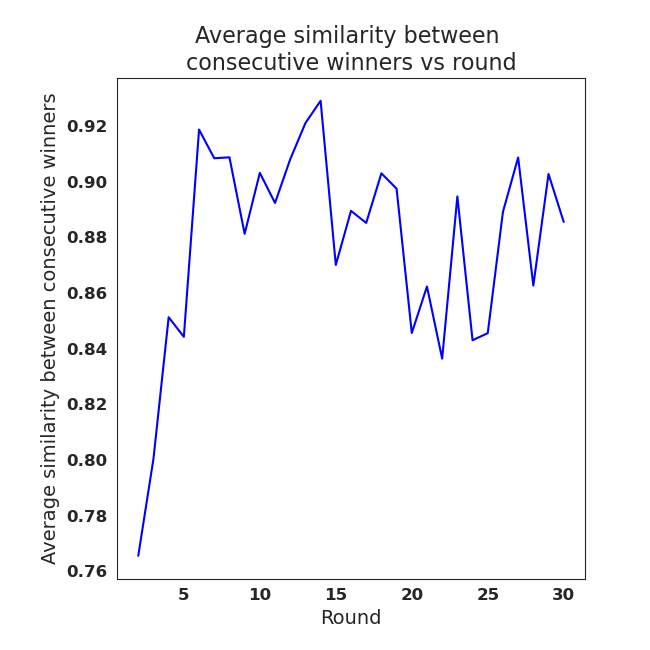 Average similarity between
consecutive winners vs round
Average similarity between consecutive winners
0.92
0.90
0.88
0.86
0.84
0.82
0.80
0.78
0.76
5 10 15 20 25 30
Round